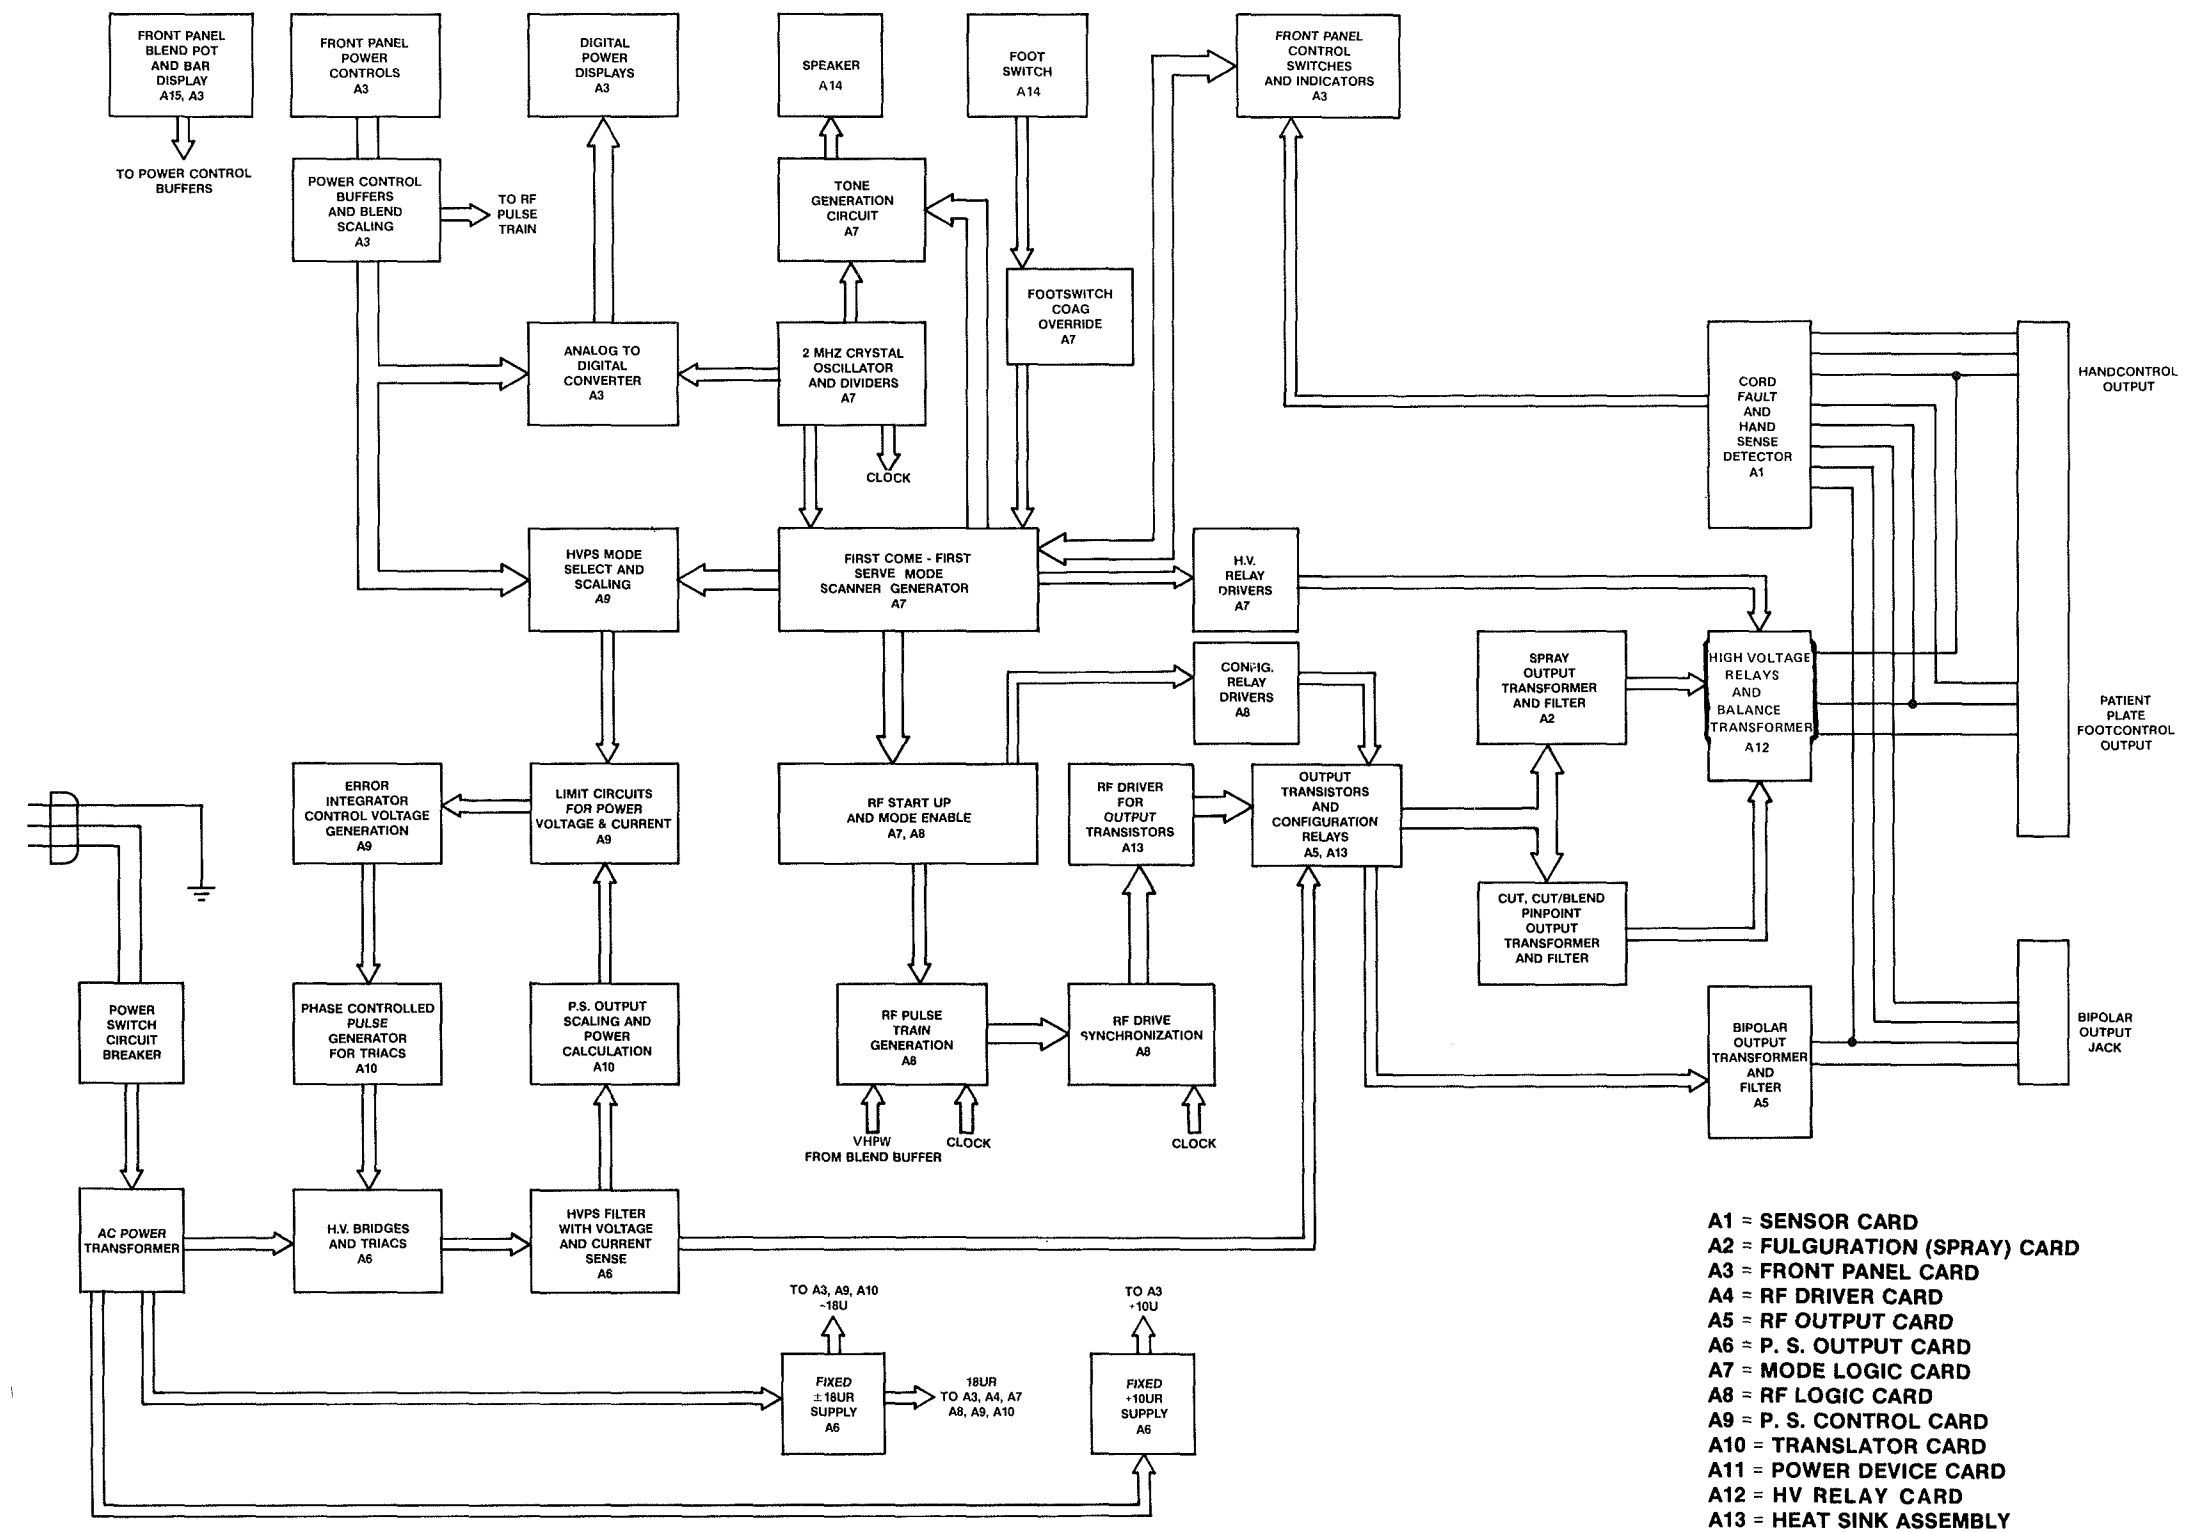 FRONT PANEL
BLEND POT
AND BAR
DISPLAY
A15, A3
TO POWER CONTROL
BUFFERS
FRONT PANEL
POWER
CONTROLS
A3
DIGITAL
POWER
DISPLAYS
A3
SPEAKER
A14
FOOT
SWITCH
A14
FRONT PANEL
CONTROL
SWITCHES
AND INDICATORS
A3
POWER CONTROL
BUFFERS
AND BLEND
SCALING
A3
TO RF
PULSE
TRAIN
TONE
GENERATION
CIRCUIT
A7
FOOTSWITCH
COAG
OVERRIDE
A7
ANALOG TO
DIGITAL
CONVERTER
A3
2 MHZ CRYSTAL
OSCILLATOR
AND DIVIDERS
A7
CLOCK
CORD
FAULT
AND
HAND
SENSE
DETECTOR
A1
HANDCONTROL
OUTPUT
HVPS MODE
SELECT AND
SCALING
A9
FIRST COME - FIRST
SERVE MODE
SCANNER GENERATOR
A7
H.V.
RELAY
DRIVERS
A7
CONFIG.
RELAY
DRIVERS
A8
SPRAY
OUTPUT
TRANSFORMER
AND FILTER
A2
HIGH VOLTAGE
RELAYS
AND
BALANCE
TRANSFORMER
A12
PATIENT
PLATE
FOOTCONTROL
OUTPUT
ERROR
INTEGRATOR
CONTROL VOLTAGE
GENERATION
A9
LIMIT CIRCUITS
FOR POWER
VOLTAGE & CURRENT
A9
RF START UP
AND MODE ENABLE
A7, A8
RF DRIVER
FOR
OUTPUT
TRANSISTORS
A13
OUTPUT
TRANSISTORS
AND
CONFIGURATION
RELAYS
A5, A13
CUT, CUT/BLEND
PINPOINT
OUTPUT
TRANSFORMER
AND FILTER
POWER
SWITCH
CIRCUIT
BREAKER
PHASE CONTROLLED
PULSE
GENERATOR
FOR TRIACS
A10
P.S. OUTPUT
SCALING AND
POWER
CALCULATION
A10
RF PULSE
TRAIN
GENERATION
A8
RF DRIVE
SYNCHRONIZATION
A8
BIPOLAR
OUTPUT
TRANSFORMER
AND
FILTER
A5
BIPOLAR
OUTPUT
JACK
VHPW
FROM BLEND BUFFER
CLOCK
CLOCK
AC POWER
TRANSFORMER
H.V. BRIDGES
AND TRIACS
A6
HVPS FILTER
WITH VOLTAGE
AND CURRENT
SENSE
A6
TO A3, A9, A10
-18U
TO A3
+10U
FIXED
±18UR
SUPPLY
A6
18UR
TO A3, A4, A7
A8, A9, A10
FIXED
+10UR
SUPPLY
A6
A1 = SENSOR CARD
A2 = FULGURATION (SPRAY) CARD
A3 = FRONT PANEL CARD
A4 = RF DRIVER CARD
A5 = RF OUTPUT CARD
A6 = P. S. OUTPUT CARD
A7 = MODE LOGIC CARD
A8 = RF LOGIC CARD
A9 = P. S. CONTROL CARD
A10 = TRANSLATOR CARD
A11 = POWER DEVICE CARD
A12 = HV RELAY CARD
A13 = HEAT SINK ASSEMBLY